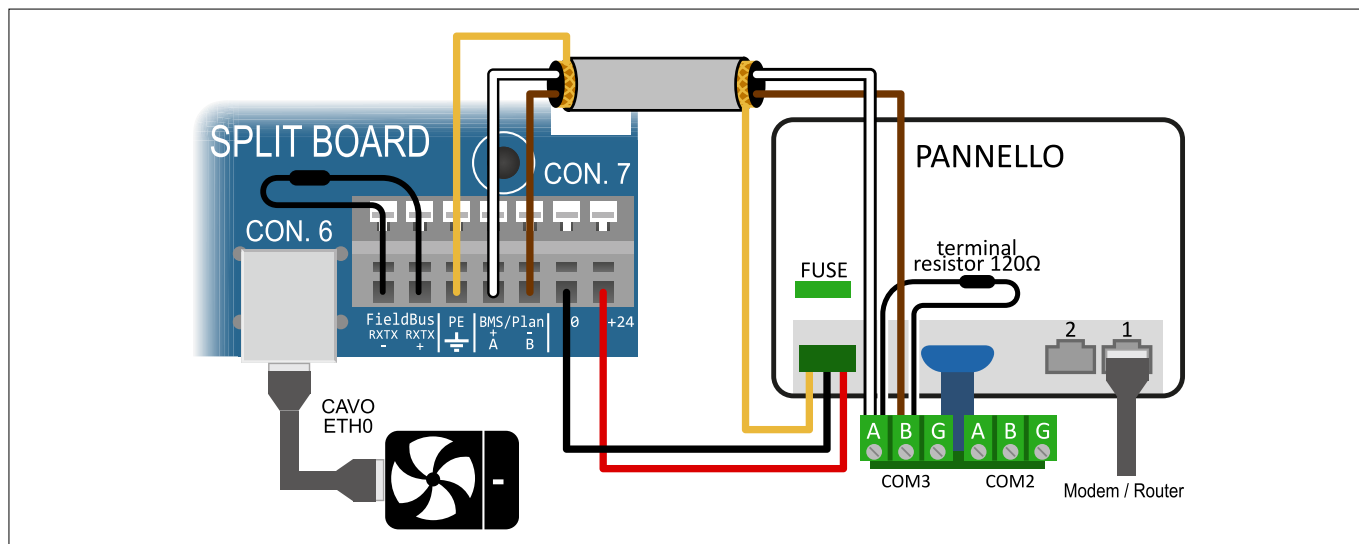 SPLIT BOARD
CON. 7
CON. 6
FieldBus
RXTX RXTX
- +
PE
BMS/Plan
+ -
A B
0 +24
CAVO
ETH0
PANNELLO
FUSE
terminal
resistor 120Ω
2 1
A B G A B G
COM3 COM2
Modem / Router